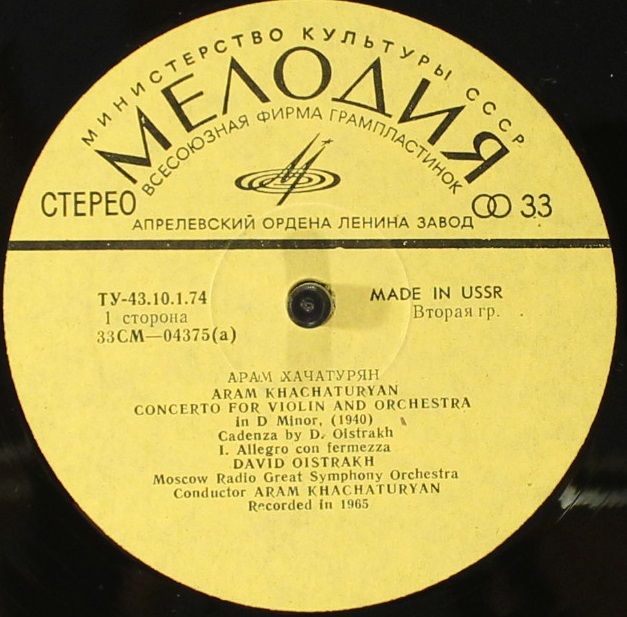 МИНИСТЕРСТВО КУЛЬТУРЫ СССР
МЕЛОДИЯ
ВСЕСОЮЗНАЯ ФИРМА ГРАМПЛАСТИНОК
СТЕРЕО
33
АПРЕЛЕВСКИЙ ОРДЕНА ЛЕНИНА ЗАВОД
ТУ-43.10.1.74
MADE IN USSR
1 сторона
Вторая гр.
33СМ—04375(а)
АРАМ ХАЧАТУРЯН
ARAM KHACHATURYAN
CONCERTO FOR VIOLIN AND ORCHESTRA
in D Minor, (1940)
Cadenza by D. Oistrakh
I. Allegro con fermezza
DAVID OISTRAKH
Moscow Radio Great Symphony Orchestra
Conductor ARAM KHACHATURYAN
Recorded in 1965